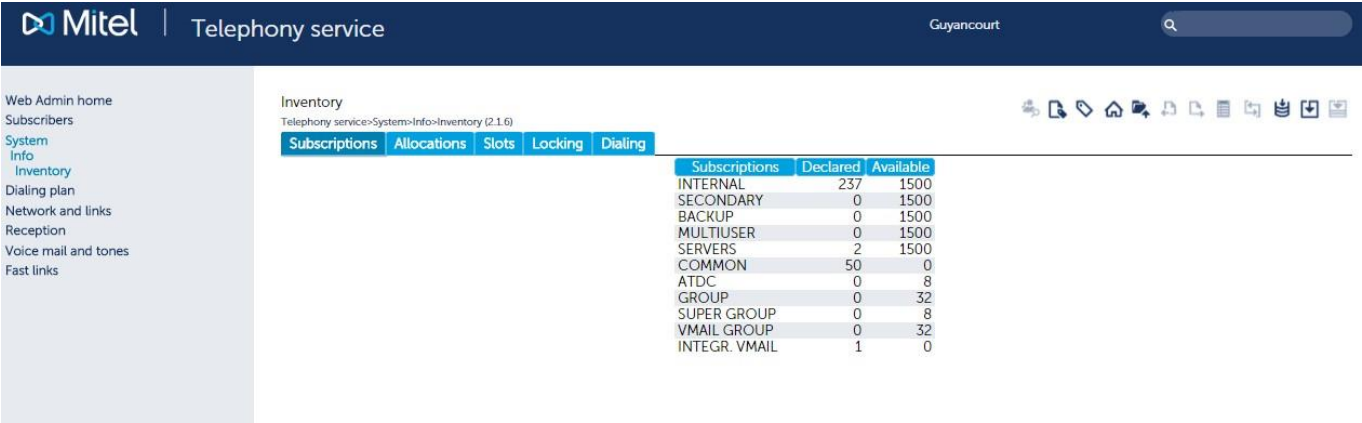 Mitel | Telephony service
Guyancourt
Web Admin home
Subscribers
System
Info
Inventory
Dialing plan
Network and links
Reception
Voice mail and tones
Fast links
Inventory
Telephony service>System>Info>Inventory (2.1.6)
Subscriptions Allocations Slots Locking Dialing
Subscriptions Declared Available
INTERNAL 237 1500
SECONDARY 0 1500
BACKUP 0 1500
MULTIUSER 0 1500
SERVERS 2 1500
COMMON 50 0
ATDC 0 8
GROUP 0 32
SUPER GROUP 0 8
VMAIL GROUP 0 32
INTEGR. VMAIL 1 0